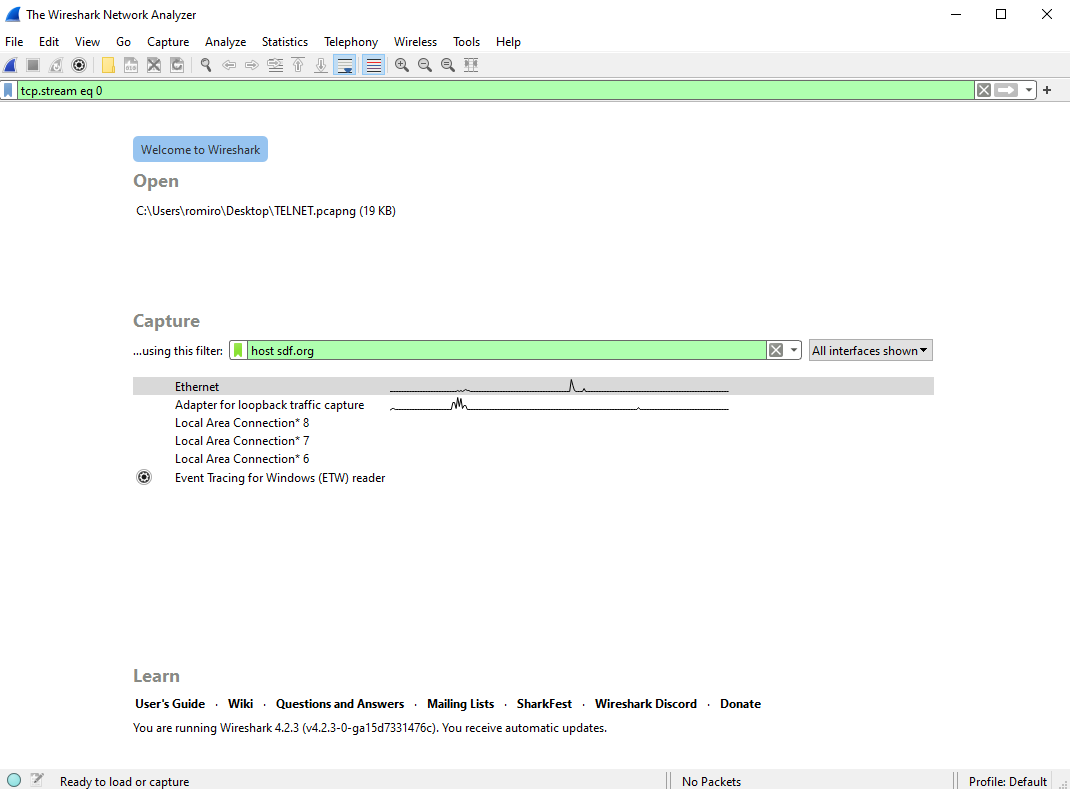 The Wireshark Network Analyzer
File Edit View Go Capture Analyze Statistics Telephony Wireless Tools Help
tcp.stream eq 0
Welcome to Wireshark
Open
C:\Users\romiro\Desktop\TELNET.pcapng (19 KB)
Capture
...using this filter: host sdf.org All interfaces shown
Ethernet
Adapter for loopback traffic capture
Local Area Connection* 8
Local Area Connection* 7
Local Area Connection* 6
Event Tracing for Windows (ETW) reader
Learn
User's Guide · Wiki · Questions and Answers · Mailing Lists · SharkFest · Wireshark Discord · Donate
You are running Wireshark 4.2.3 (v4.2.3-0-ga15d7331476c). You receive automatic updates.
Ready to load or capture No Packets Profile: Default